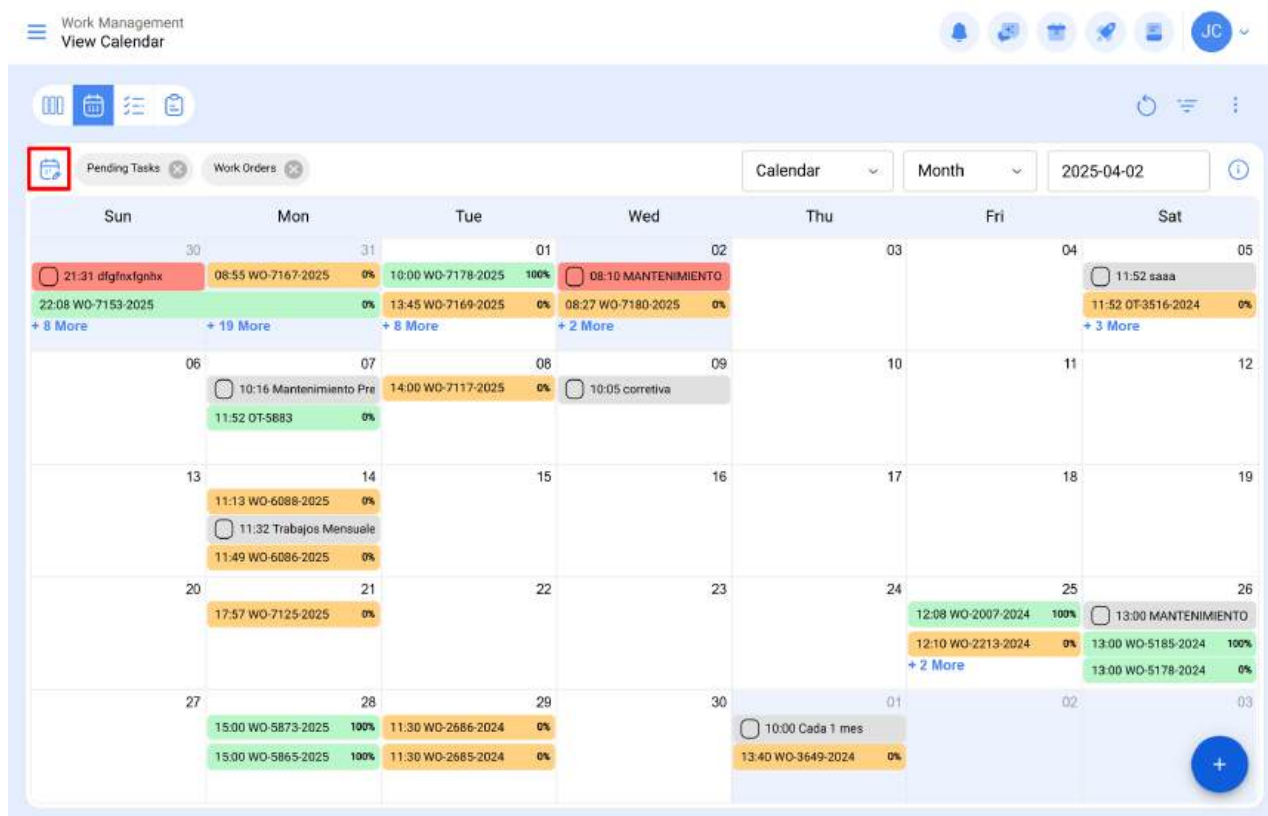 Work Management
View Calendar
JC
Pending Tasks
Work Orders
Calendar
Month
2025-04-02
Sun Mon Tue Wed Thu Fri Sat
30 31 01 02 03 04 05
21:31 dfgfnxfgnhx 08:55 WO-7167-2025 0% 10:00 WO-7178-2025 100% 08:10 MANTENIMIENTO 11:52 saaa
22:08 WO-7153-2025 0% 13:45 WO-7169-2025 0% 08:27 WO-7180-2025 0% 11:52 OT-3516-2024 0%
+ 8 More + 19 More + 8 More + 2 More + 3 More
06 07 08 09 10 11 12
10:16 Mantenimiento Pre 14:00 WO-7117-2025 0% 10:05 corretiva
11:52 OT-5883 0%
13 14 15 16 17 18 19
11:13 WO-6088-2025 0%
11:32 Trabajos Mensuale
11:49 WO-6086-2025 0%
20 21 22 23 24 25 26
17:57 WO-7125-2025 0% 12:08 WO-2007-2024 100% 13:00 MANTENIMIENTO
12:10 WO-2213-2024 0% 13:00 WO-5185-2024 100%
+ 2 More 13:00 WO-5178-2024 0%
27 28 29 30 01 02 03
15:00 WO-5873-2025 100% 11:30 WO-2686-2024 0% 10:00 Cada 1 mes
15:00 WO-5865-2025 100% 11:30 WO-2685-2024 0% 13:40 WO-3649-2024 0%